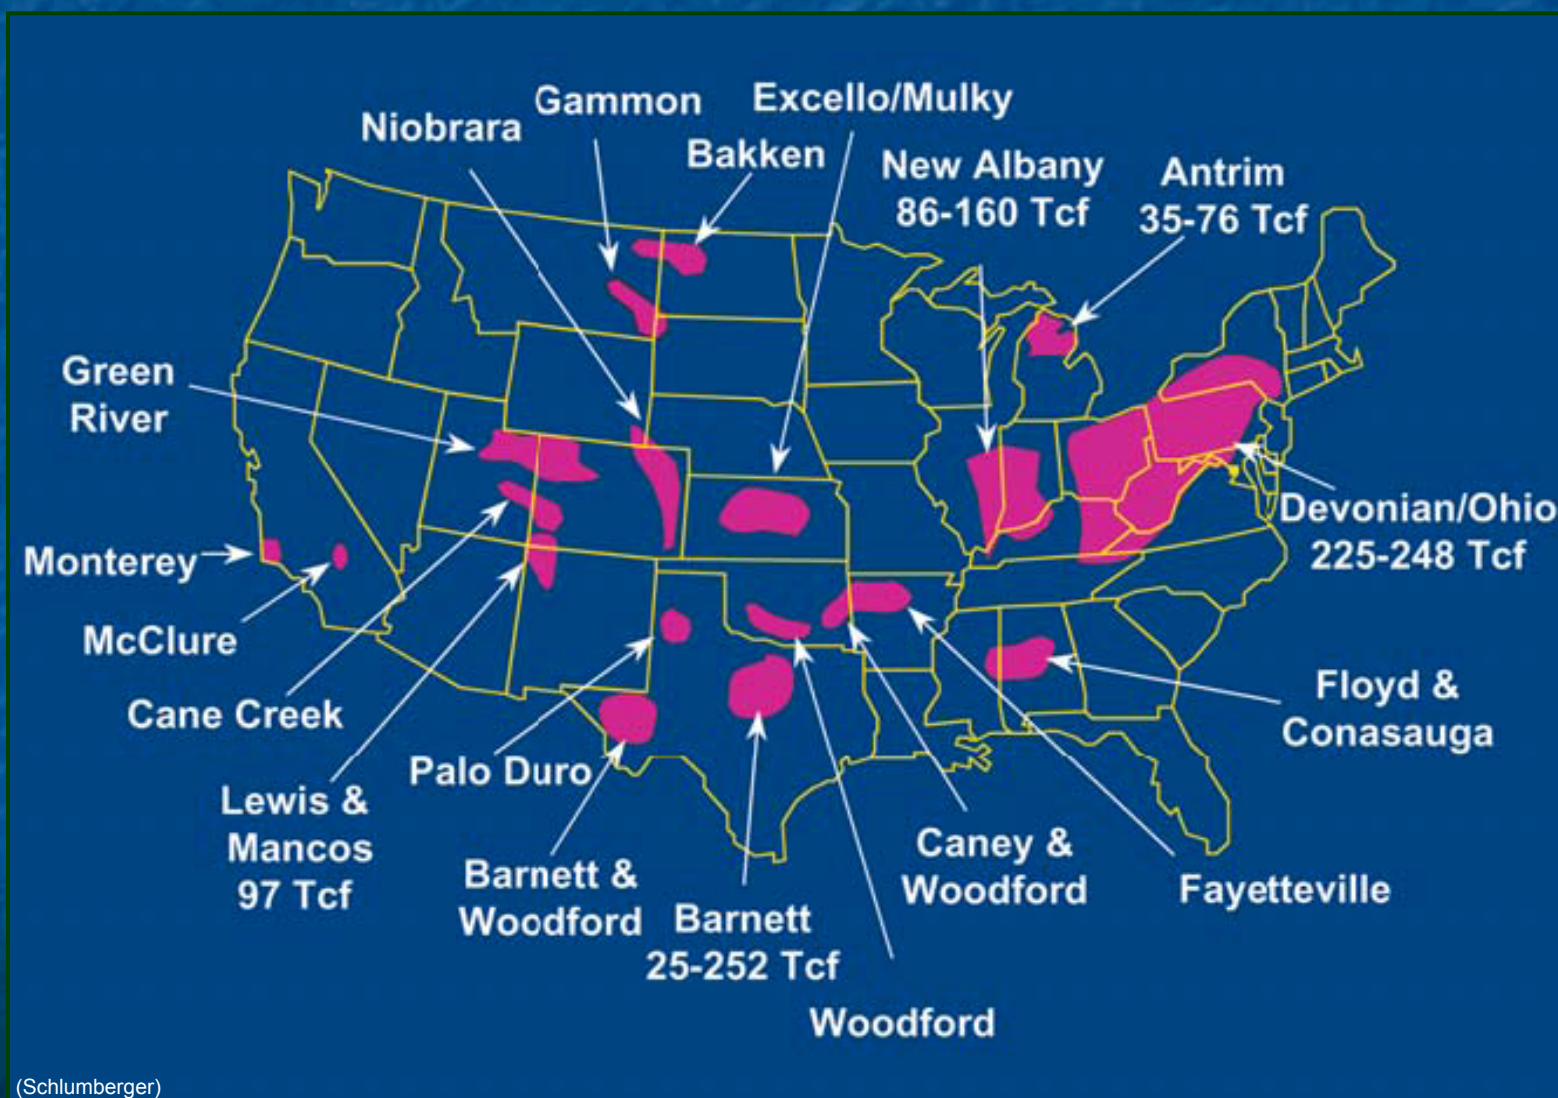 Gammon
Excello/Mulky
Niobrara
Bakken
New Albany
86-160 Tcf
Antrim
35-76 Tcf
Green
River
Devonian/Ohio
225-248 Tcf
Monterey
McClure
Cane Creek
Floyd &
Conasauga
Palo Duro
Lewis &
Mancos
97 Tcf
Barnett &
Woodford
Barnett
25-252 Tcf
Caney &
Woodford
Fayetteville
Woodford
(Schlumberger)